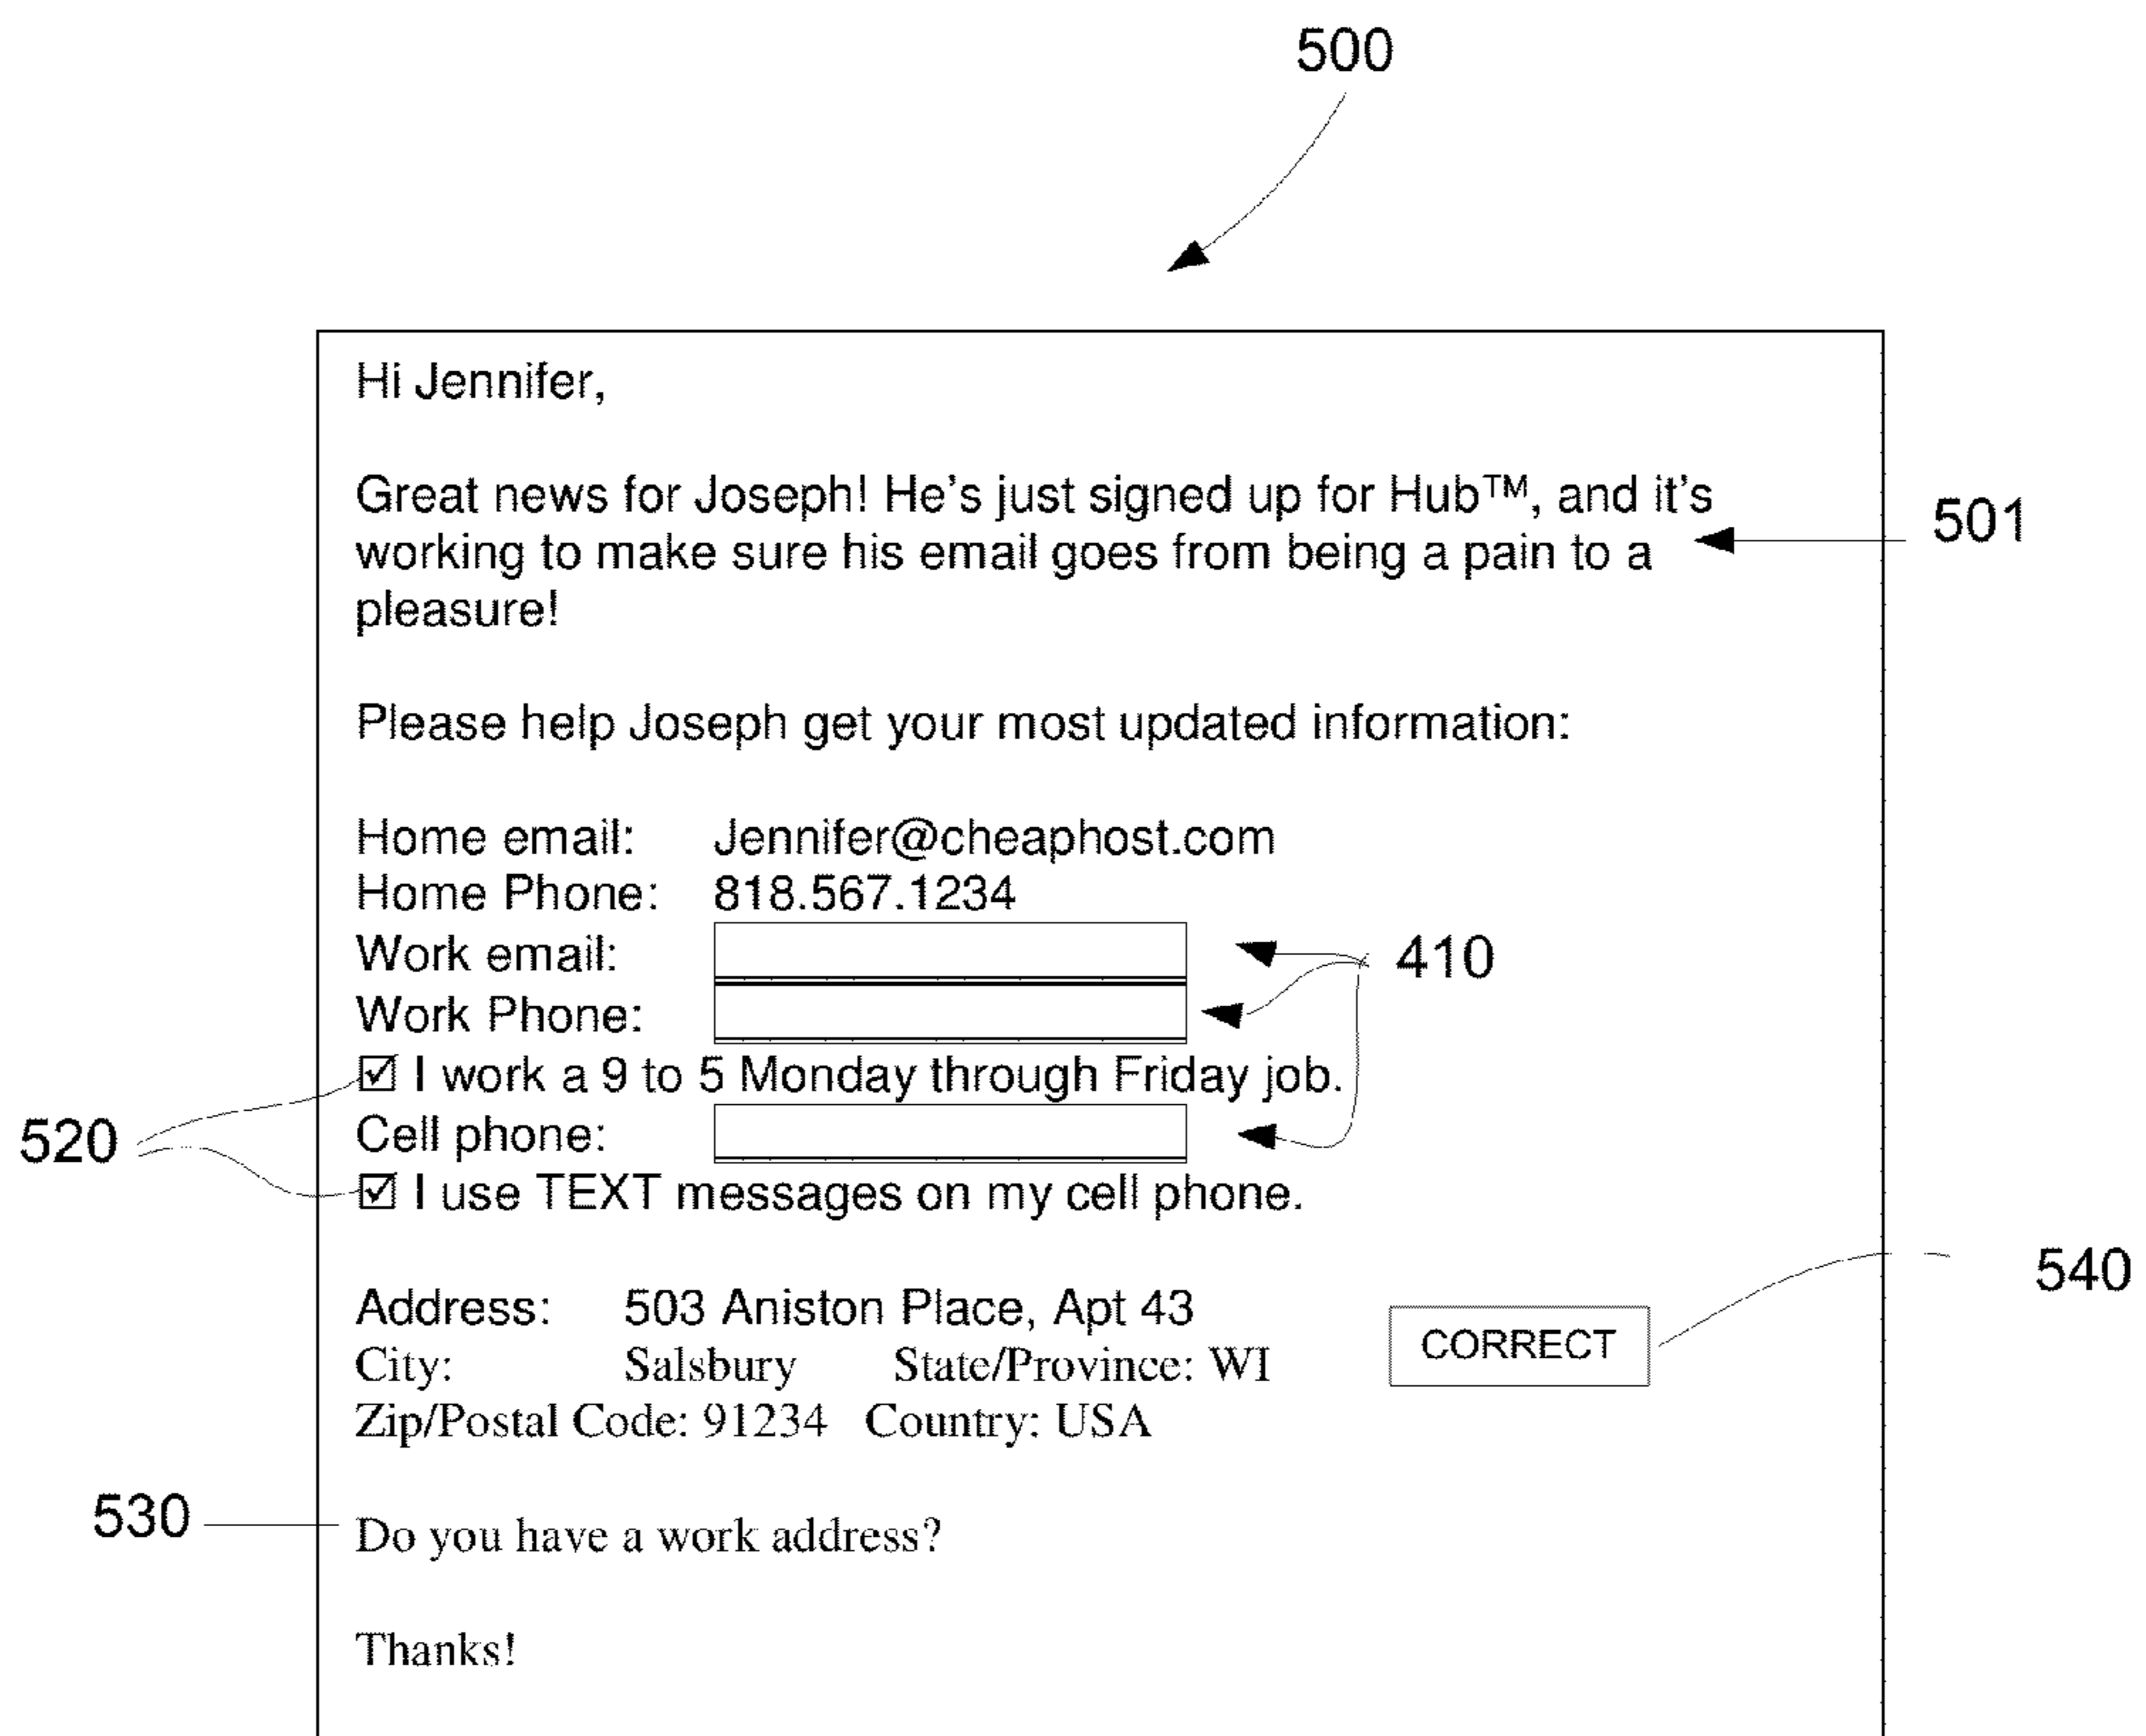 500
Hi Jennifer,
Great news for Joseph! He's just signed up for Hub™, and it's
working to make sure his email goes from being a pain to a
pleasure!
501
Please help Joseph get your most updated information:
Home email: Jennifer@cheaphost.com
Home Phone: 818.567.1234
Work email:
410
Work Phone:
☑ I work a 9 to 5 Monday through Friday job.
520
Cell phone:
☑ I use TEXT messages on my cell phone.
540
Address: 503 Aniston Place, Apt 43
CORRECT
City: Salsbury State/Province: WI
Zip/Postal Code: 91234 Country: USA
530
Do you have a work address?
Thanks!